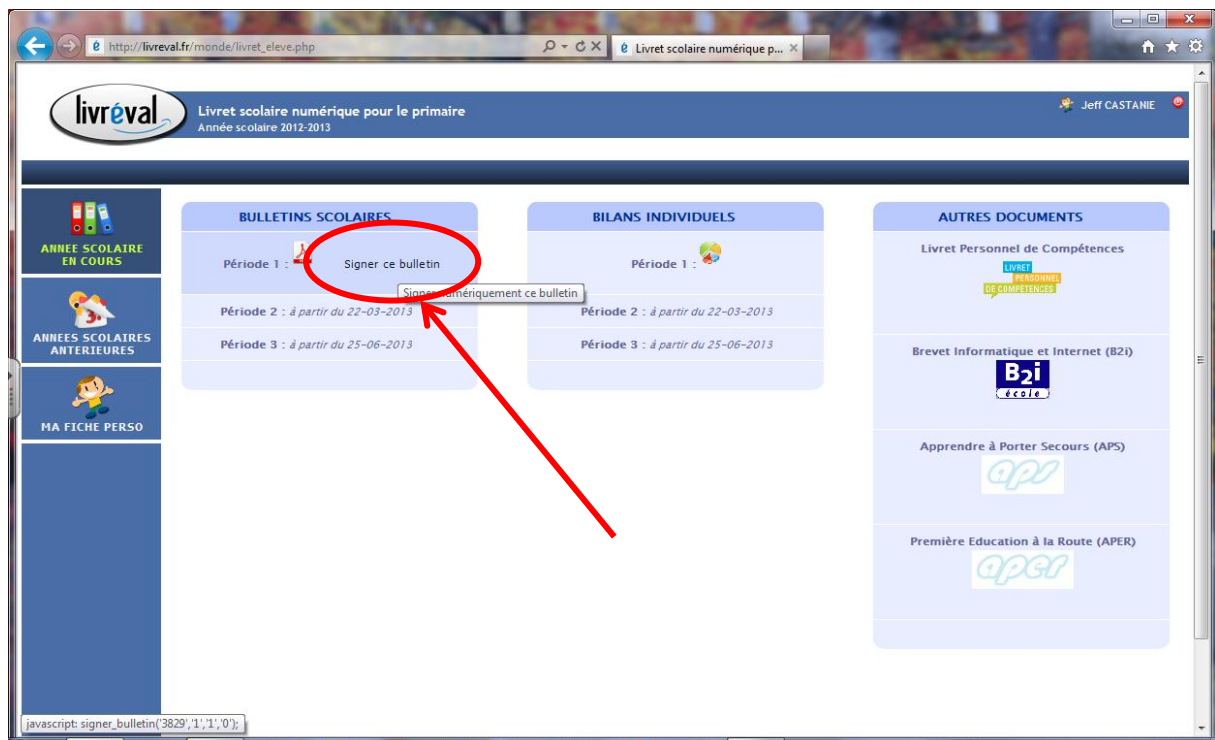 http://livreval.fr/monde/livret_eleve.php
Livret scolaire numérique p...
livréval
Livret scolaire numérique pour le primaire
Année scolaire 2012-2013
Jeff CASTANIE
ANNEE SCOLAIRE
EN COURS
3.
ANNEES SCOLAIRES
ANTERIEURES
MA FICHE PERSO
BULLETINS SCOLAIRES
Période 1 :
Signer ce bulletin
Signer numériquement ce bulletin
Période 2 : à partir du 22-03-2013
Période 3 : à partir du 25-06-2013
BILANS INDIVIDUELS
Période 1 :
Période 2 : à partir du 22-03-2013
Période 3 : à partir du 25-06-2013
AUTRES DOCUMENTS
Livret Personnel de Compétences
LIVRET
PERSONNEL
DE COMPÉTENCES
Brevet Informatique et Internet (B2i)
B2i
école
Apprendre à Porter Secours (APS)
aps
Première Education à la Route (APER)
aper
javascript: signer_bulletin('3829','1','1','0');